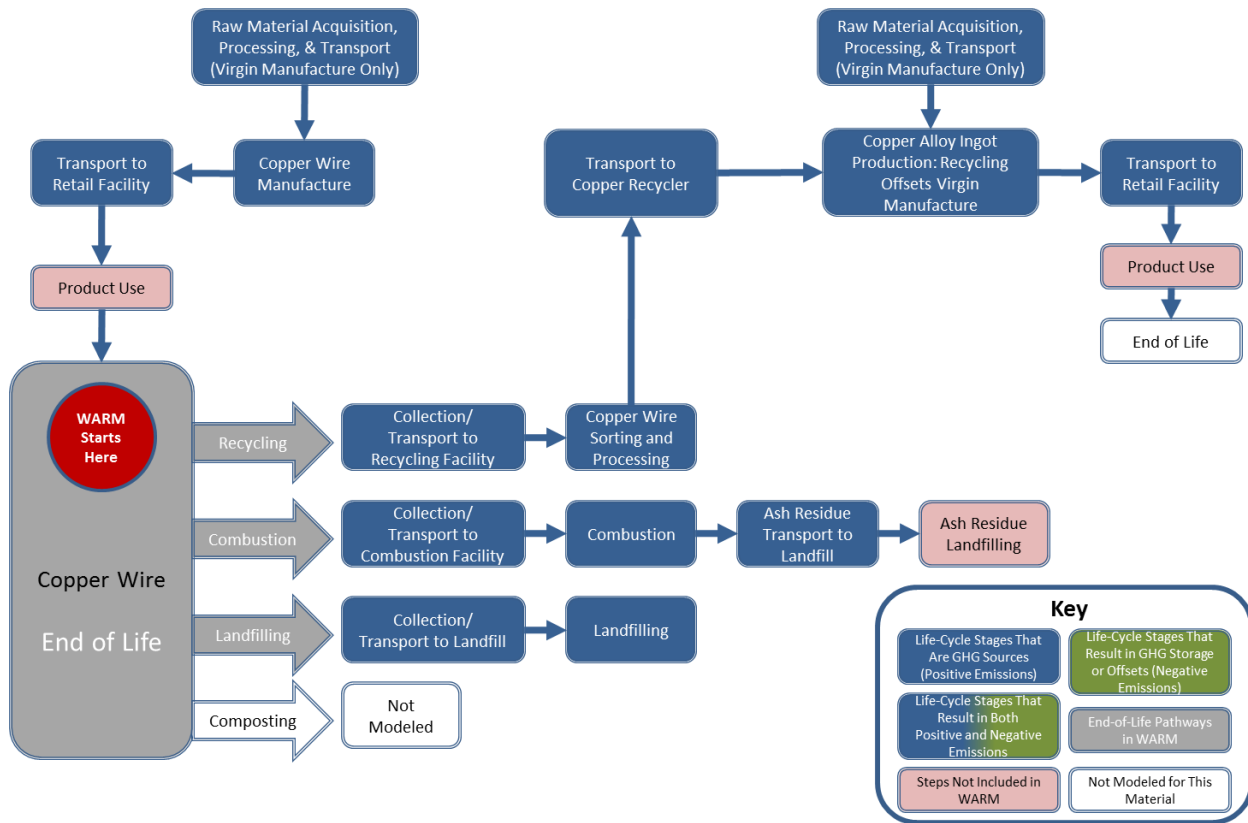 Raw Material Acquisition,
Processing, & Transport
(Virgin Manufacture Only)
Raw Material Acquisition,
Processing, & Transport
(Virgin Manufacture Only)
Transport to
Retail Facility
Copper Wire
Manufacture
Transport to
Copper Recycler
Copper Alloy Ingot
Production: Recycling
Offsets Virgin
Manufacture
Transport to
Retail Facility
Product Use
Product Use
End of Life
WARM
Starts
Here
Copper Wire
End of Life
Recycling
Collection/
Transport to
Recycling Facility
Copper Wire
Sorting and
Processing
Combustion
Collection/
Transport to
Combustion Facility
Combustion
Ash Residue
Transport to
Landfill
Ash Residue
Landfilling
Landfilling
Collection/
Transport to Landfill
Landfilling
Composting
Not
Modeled
Key
Life-Cycle Stages That
Are GHG Sources
(Positive Emissions)
Life-Cycle Stages That
Result in GHG Storage
or Offsets (Negative
Emissions)
Life-Cycle Stages That
Result in Both
Positive and Negative
Emissions
End-of-Life Pathways
in WARM
Steps Not Included in
WARM
Not Modeled for This
Material